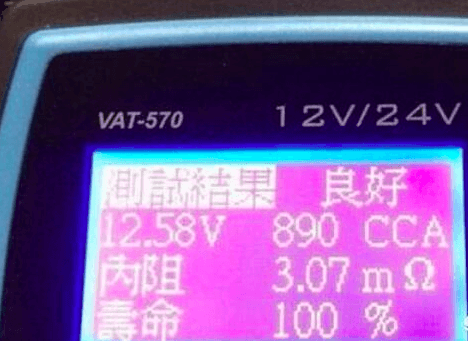 VAT-570 12V/24V
測試結果 良好
12.58V 890 CCA
內阻 3.07 mΩ
壽命 100 %